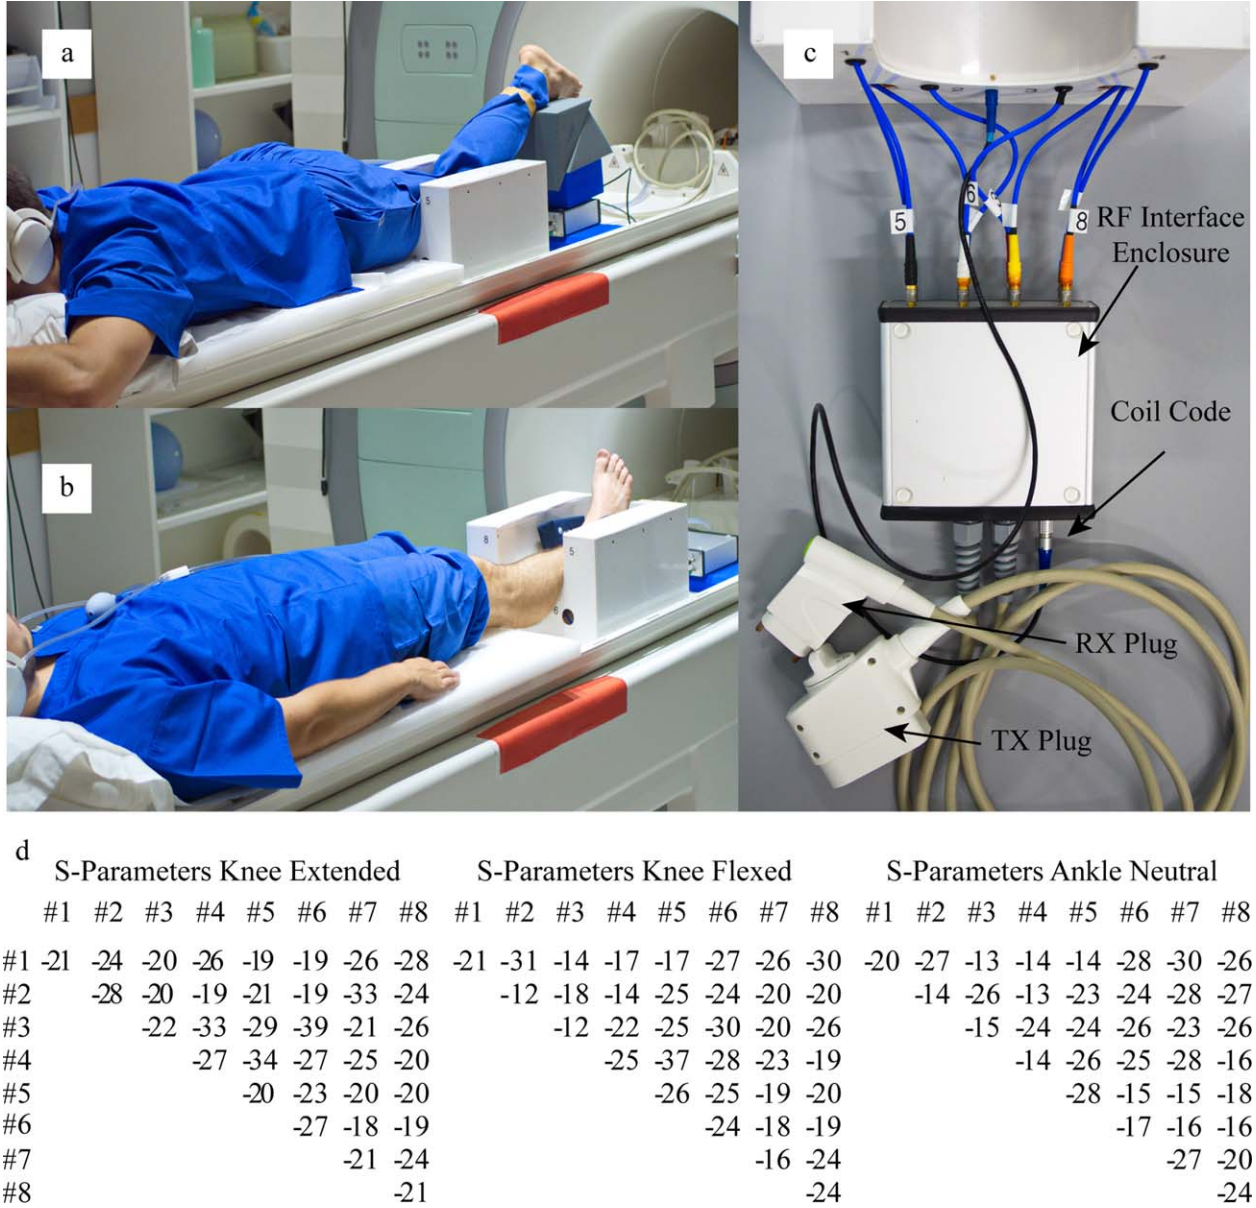 a
5
b
8
5
6
c
5
6
8
RF Interface
Enclosure
Coil Code
RX Plug
TX Plug
d
S-Parameters Knee Extended S-Parameters Knee Flexed S-Parameters Ankle Neutral
#1 #2 #3 #4 #5 #6 #7 #8 #1 #2 #3 #4 #5 #6 #7 #8 #1 #2 #3 #4 #5 #6 #7 #8
#1 -21 -24 -20 -26 -19 -19 -26 -28 -21 -31 -14 -17 -17 -27 -26 -30 -20 -27 -13 -14 -14 -28 -30 -26
#2 -28 -20 -19 -21 -19 -33 -24 -12 -18 -14 -25 -24 -20 -20 -14 -26 -13 -23 -24 -28 -27
#3 -22 -33 -29 -39 -21 -26 -12 -22 -25 -30 -20 -26 -15 -24 -24 -26 -23 -26
#4 -27 -34 -27 -25 -20 -25 -37 -28 -23 -19 -14 -26 -25 -28 -16
#5 -20 -23 -20 -20 -26 -25 -19 -20 -28 -15 -15 -18
#6 -27 -18 -19 -24 -18 -19 -17 -16 -16
#7 -21 -24 -16 -24 -27 -20
#8 -21 -24 -24